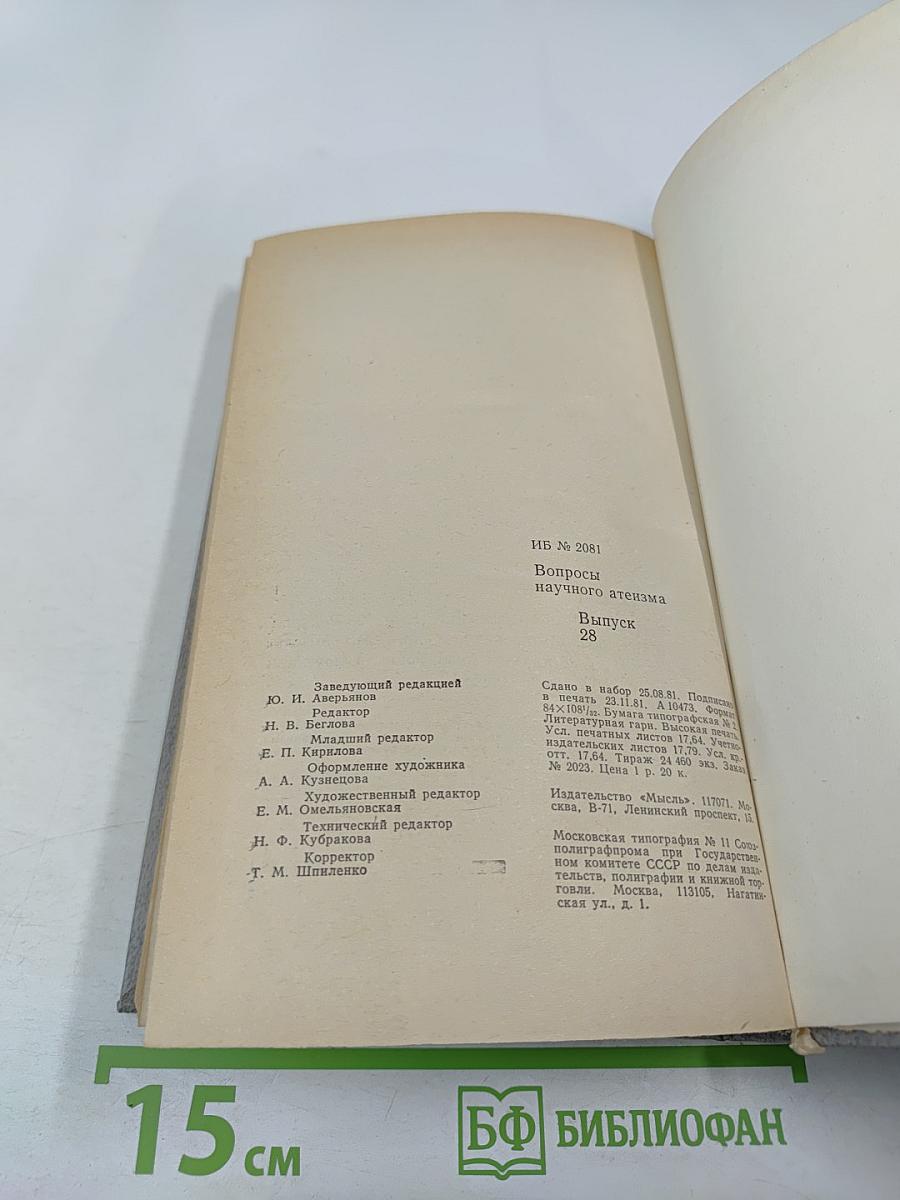 ИБ № 2081
Вопросы
научного атеизма
Выпуск
28
Заведующий редакцией
Ю. И. Аверьянов
Редактор
Н. В. Беглова
Младший редактор
Е. П. Кирилова
Оформление художника
А. А. Кузнецова
Художественный редактор
Е. М. Омельяновская
Технический редактор
Н. Ф. Кубракова
Корректор
Т. М. Шпиленко
Сдано в набор 25.08.81. Подписано
в печать 23.11.81. А 10473. Формат
84×108¹/₃₂. Бумага типографская № 2.
Литературная гарн. Высокая печать.
Усл. печатных листов 17,64. Учетно-
издательских листов 17,79. Усл. кр.-
отт. 17,64. Тираж 24 460 экз. Заказ
№ 2023. Цена 1 р. 20 к.
Издательство «Мысль». 117071. Мо-
сква, В-71, Ленинский проспект, 15.
Московская типография № 11 Союз-
полиграфпрома при Государствен-
ном комитете СССР по делам изда-
тельств, полиграфии и книжной тор-
говли. Москва, 113105, Нагатин-
ская ул., д. 1.
15 см
БФ БИБЛИОФАН